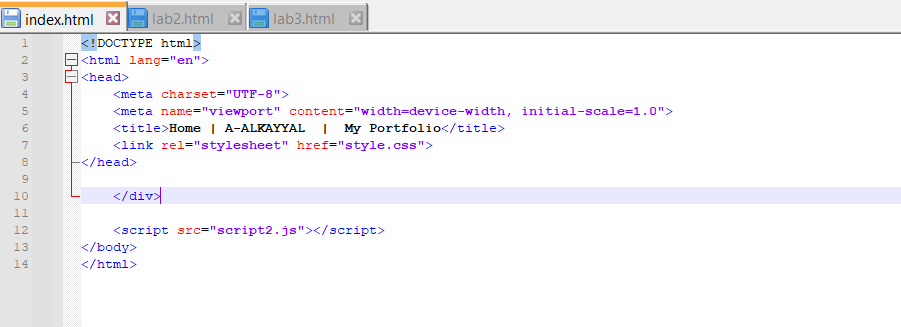 index.html lab2.html lab3.html
1 <!DOCTYPE html>
2 <html lang="en">
3 <head>
4 <meta charset="UTF-8">
5 <meta name="viewport" content="width=device-width, initial-scale=1.0">
6 <title>Home | A-ALKAYYAL  |  My Portfolio</title>
7 <link rel="stylesheet" href="style.css">
8 </head>
9
10 </div>
11
12 <script src="script2.js"></script>
13 </body>
14 </html>